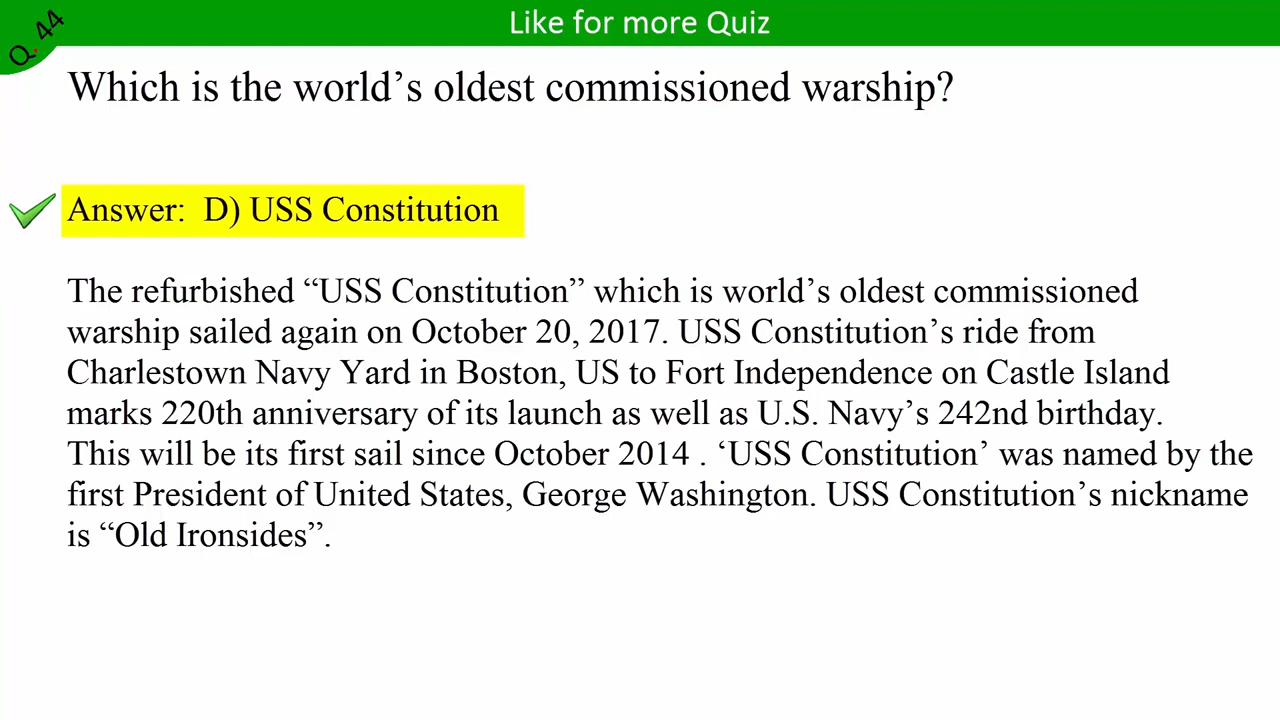 Q. 44
Like for more Quiz
Which is the world’s oldest commissioned warship?
Answer:  D) USS Constitution
The refurbished “USS Constitution” which is world’s oldest commissioned
warship sailed again on October 20, 2017. USS Constitution’s ride from
Charlestown Navy Yard in Boston, US to Fort Independence on Castle Island
marks 220th anniversary of its launch as well as U.S. Navy’s 242nd birthday.
This will be its first sail since October 2014 . ‘USS Constitution’ was named by the
first President of United States, George Washington. USS Constitution’s nickname
is “Old Ironsides”.